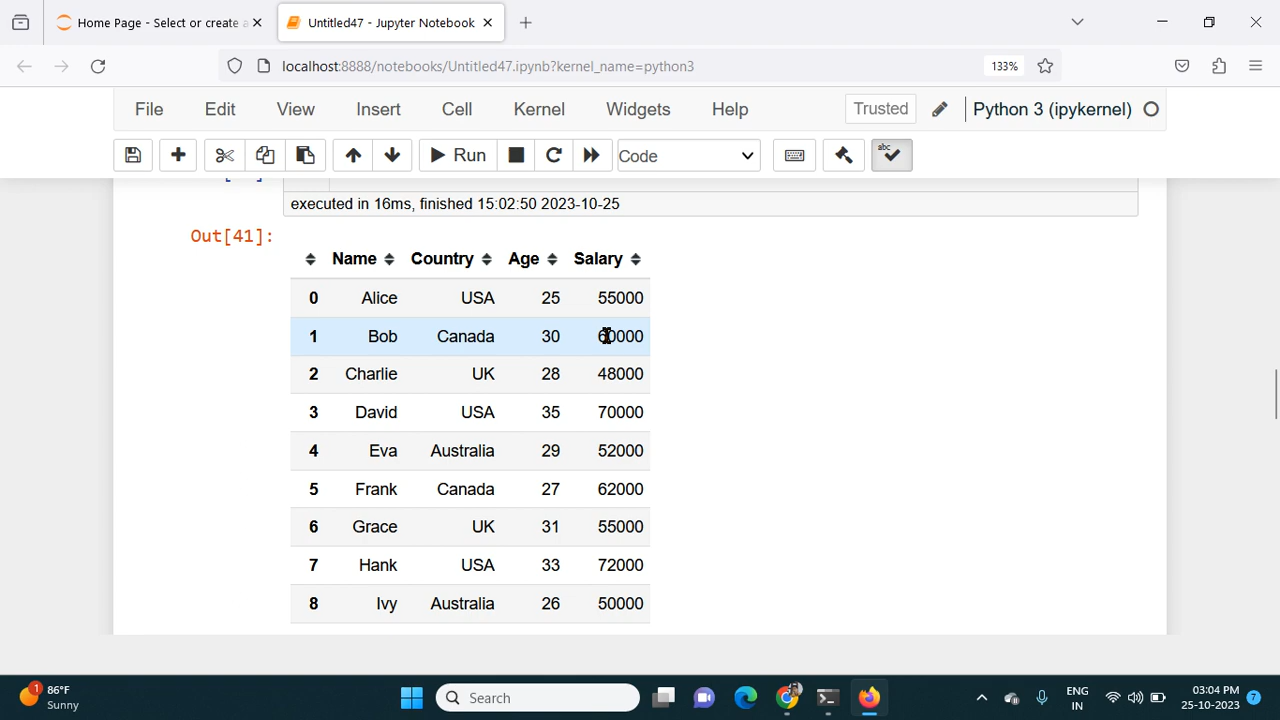 Home Page - Select or create a
Untitled47 - Jupyter Notebook
localhost:8888/notebooks/Untitled47.ipynb?kernel_name=python3
133%
File Edit View Insert Cell Kernel Widgets Help
Trusted
Python 3 (ipykernel)
Run
Code
abc
executed in 16ms, finished 15:02:50 2023-10-25
Out[41]:
Name Country Age Salary
0 Alice USA 25 55000
1 Bob Canada 30 60000
2 Charlie UK 28 48000
3 David USA 35 70000
4 Eva Australia 29 52000
5 Frank Canada 27 62000
6 Grace UK 31 55000
7 Hank USA 33 72000
8 Ivy Australia 26 50000
1
86°F
Sunny
Search
ENG
IN
03:04 PM
25-10-2023
7